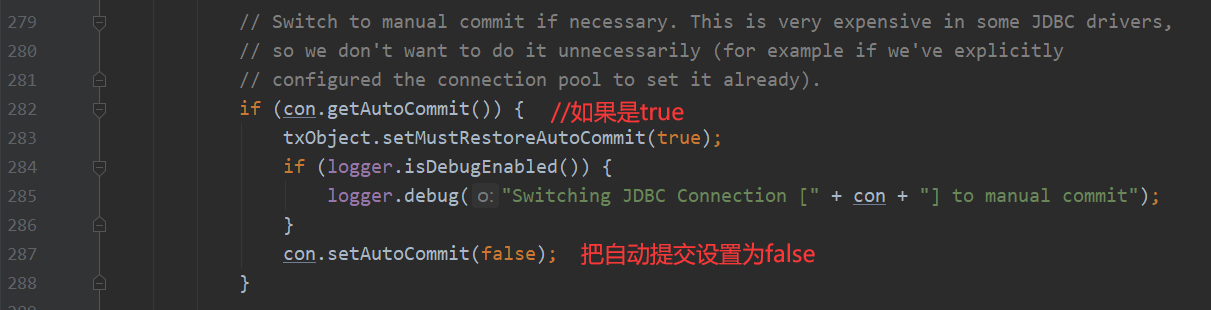 279 // Switch to manual commit if necessary. This is very expensive in some JDBC drivers,
280 // so we don't want to do it unnecessarily (for example if we've explicitly
281 // configured the connection pool to set it already).
282 if (con.getAutoCommit()) { //如果是true
283 txObject.setMustRestoreAutoCommit(true);
284 if (logger.isDebugEnabled()) {
285 logger.debug( o: "Switching JDBC Connection [" + con + "] to manual commit");
286 }
287 con.setAutoCommit(false); 把自动提交设置为false
288 }